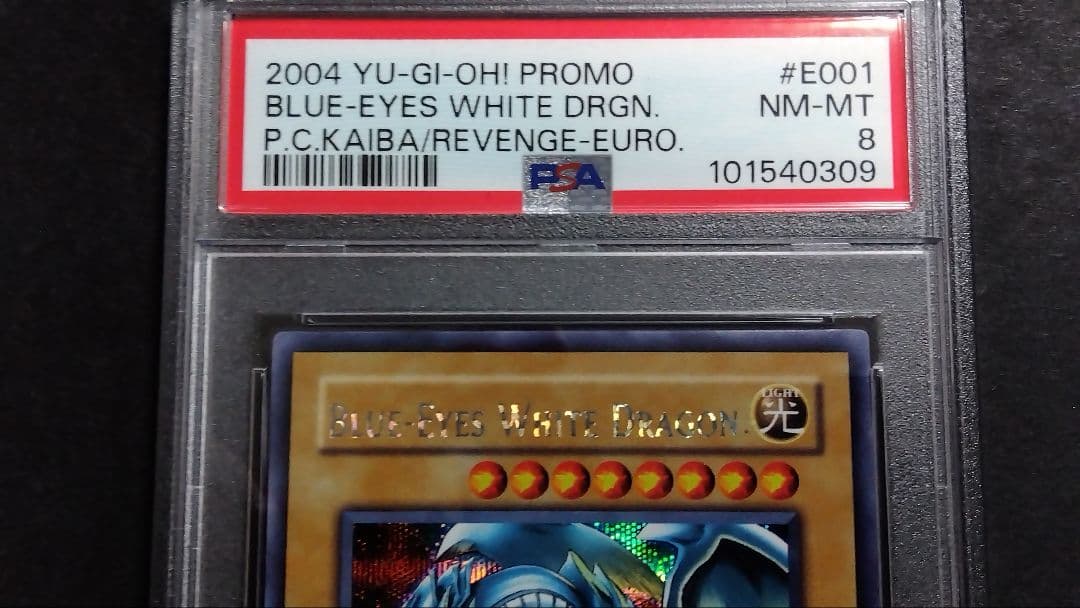 2004 YU-GI-OH! PROMO #E001
BLUE-EYES WHITE DRGN. NM-MT
P.C.KAIBA/REVENGE-EURO. 8
PSA 101540309
BLUE-EYES WHITE DRAGON
LIGHT
光